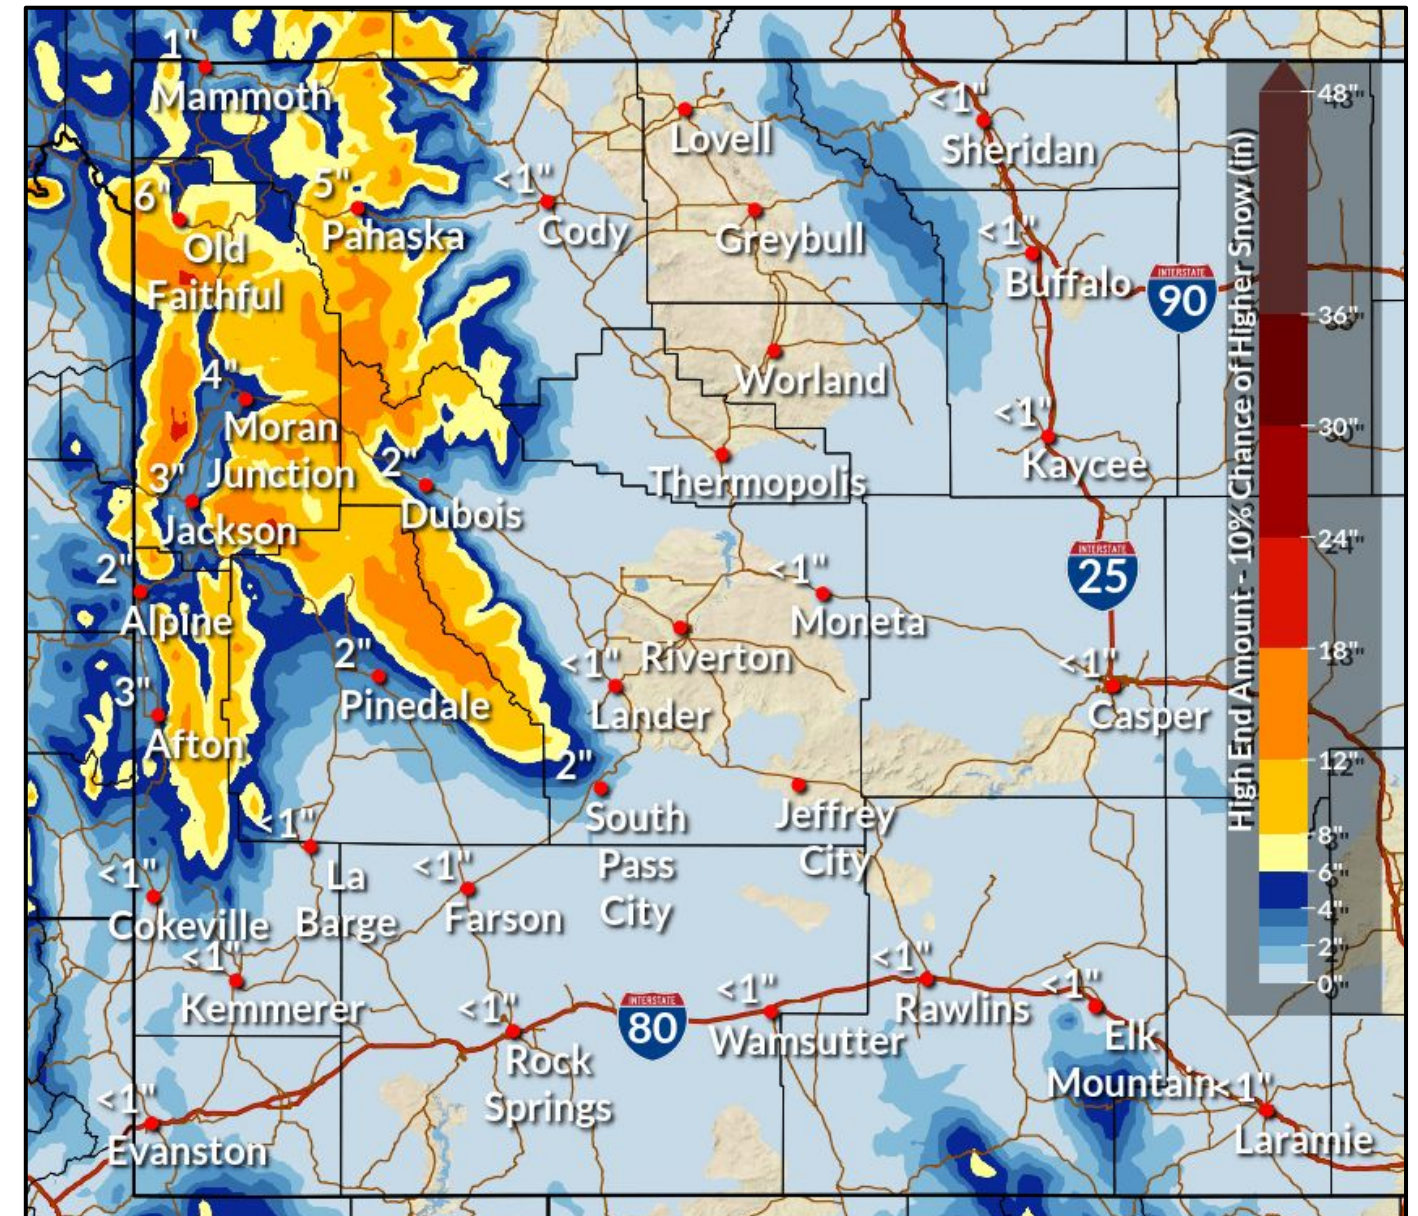 1"
Mammoth
Lovell
<1"
Sheridan
6"
Old
Faithful
5"
Pahaska
<1"
Cody
Greybull
<1"
Buffalo
INTERSTATE
90
4"
Moran
Junction
Worland
<1"
Kaycee
3"
Jackson
2"
Dubois
Thermopolis
2"
Alpine
<1"
Moneta
INTERSTATE
25
2"
Pinedale
<1"
Lander
Riverton
<1"
Casper
3"
Afton
2"
South
Pass
City
Jeffrey
City
<1"
La
Barge
<1"
Cokeville
<1"
Farson
<1"
Kemmerer
<1"
Rock
Springs
INTERSTATE
80
<1"
Wamsutter
<1"
Rawlins
<1"
Elk
Mountain
<1"
Laramie
<1"
Evanston
High End Amount - 10% Chance of Higher Snow (in)
48"
36"
30"
24"
18"
12"
8"
6"
4"
2"
0"